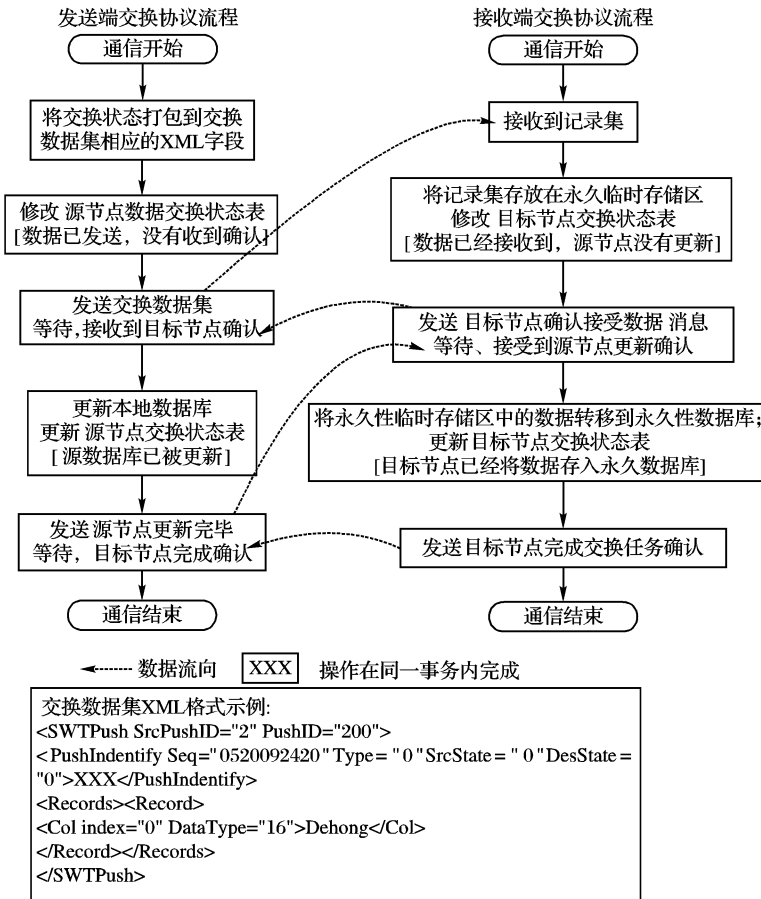 发送端交换协议流程
通信开始
将交换状态打包到交换
数据集相应的XML字段
修改 源节点数据交换状态表
[数据已发送，没有收到确认]
发送交换数据集
等待,接收到目标节点确认
更新本地数据库
更新 源节点交换状态表
[源数据库已被更新]
发送源节点更新完毕
等待，目标节点完成确认
通信结束
接收端交换协议流程
通信开始
接收到记录集
将记录集存放在永久临时存储区
修改 目标节点交换状态表
[数据已经接收到，源节点没有更新]
发送 目标节点确认接受数据 消息
等待、接受到源节点更新确认
将永久性临时存储区中的数据转移到永久性数据库；
更新目标节点交换状态表
[目标节点已经将数据存入永久数据库]
发送目标节点完成交换任务确认
通信结束
数据流向 XXX 操作在同一事务内完成
交换数据集XML格式示例:
<SWTPush SrcPushID="2" PushID="200">
<PushIndentify Seq="0520092420"Type= "0"SrcState= "0"DesState=
"0">XXX</PushIndentify>
<Records><Record>
<Col index="0" DataType="16">Dehong</Col>
</Record></Records>
</SWTPush>